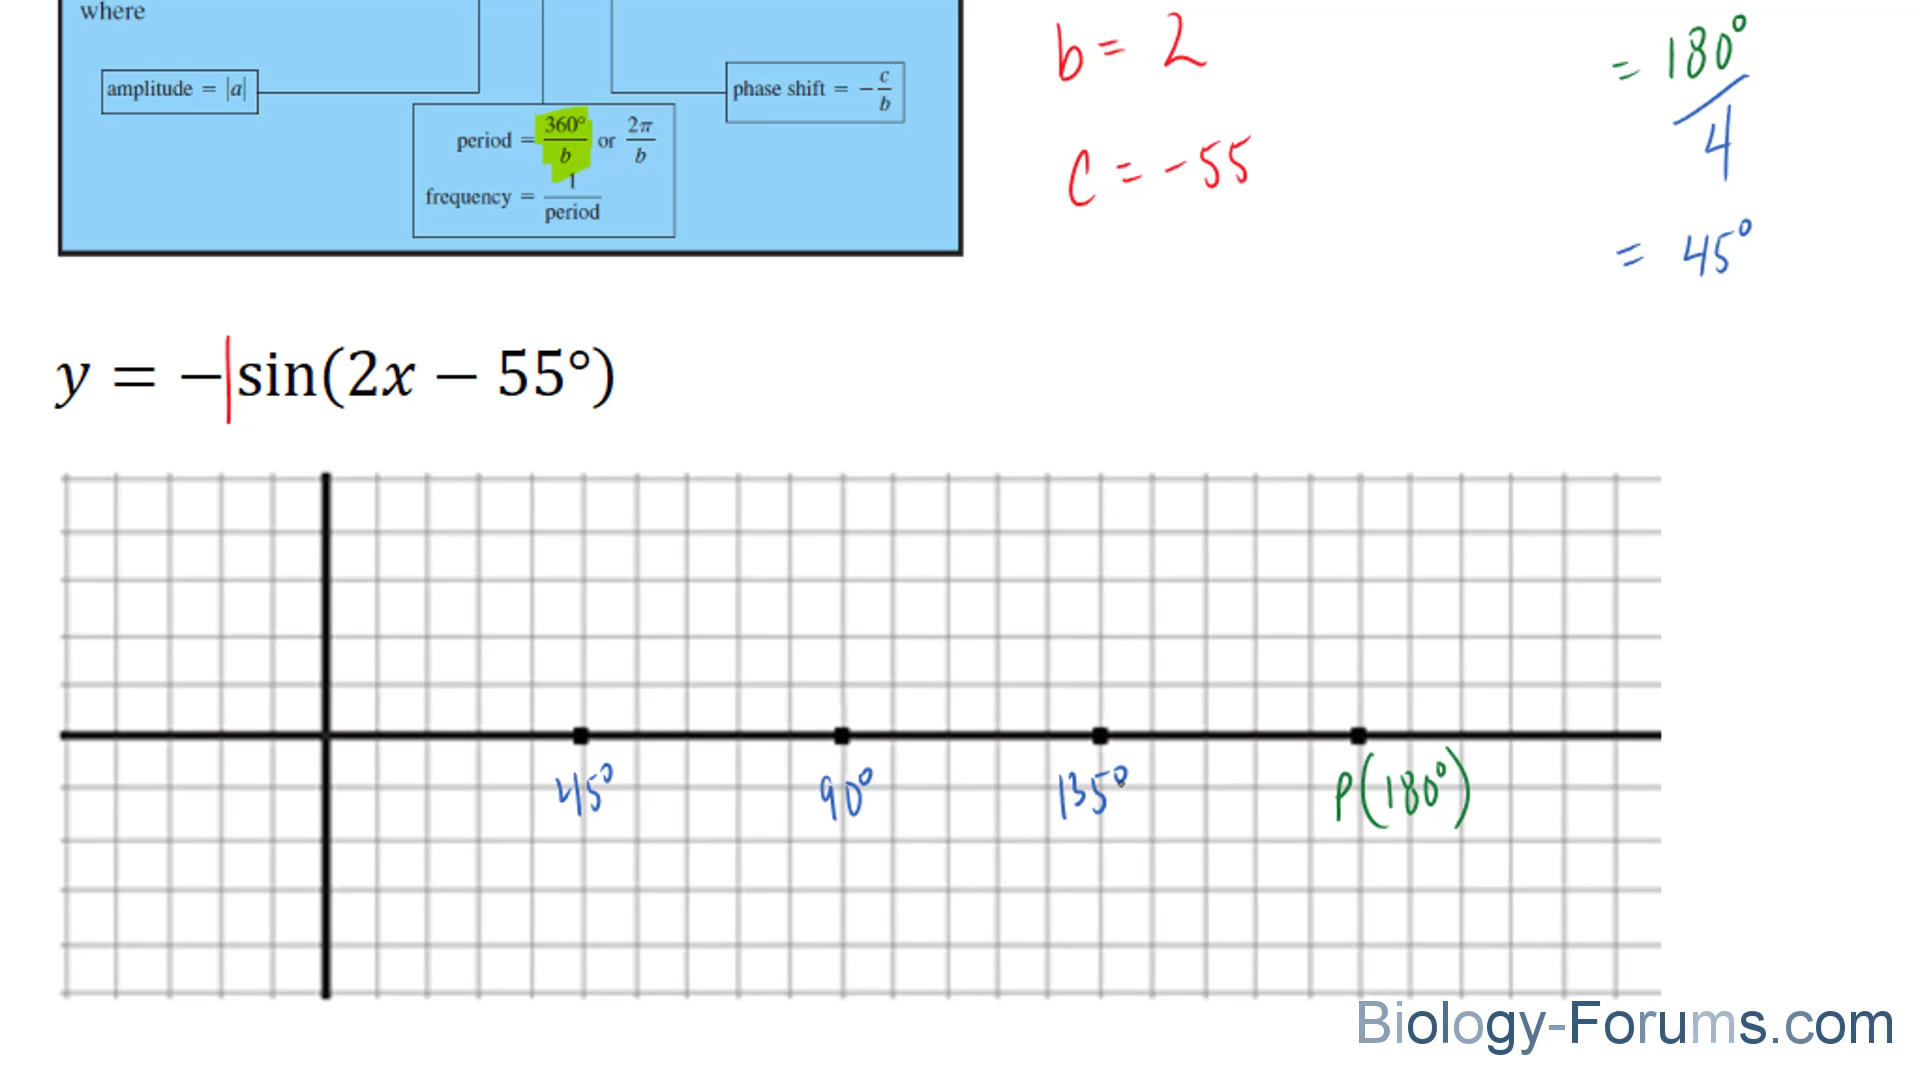 where
amplitude = |a|
period = 360°/b or 2π/b
frequency = 1/period
phase shift = −c/b
b = 2
c = -55
= 180°/4
= 45°
y = −|sin(2x − 55°)
45° 90° 135° P(180°)
Biology-Forums.com